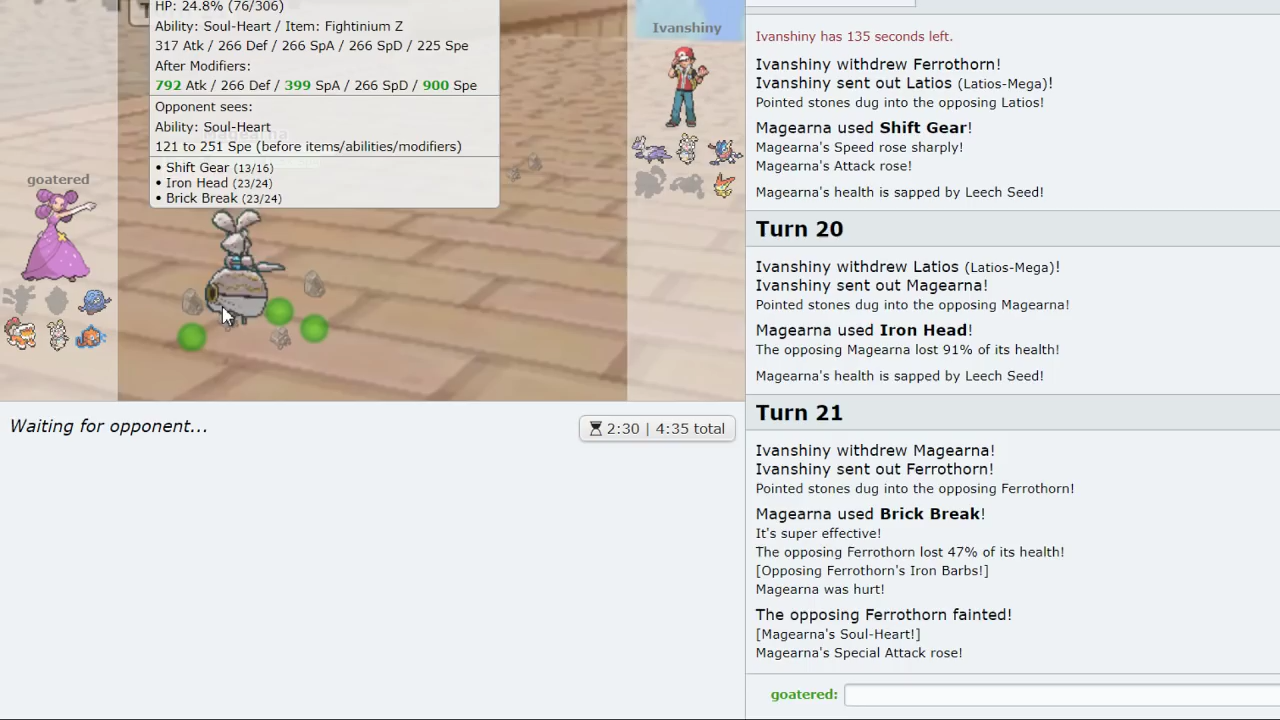 HP: 24.8% (76/306)
Ability: Soul-Heart / Item: Fightinium Z
317 Atk / 266 Def / 266 SpA / 266 SpD / 225 Spe
After Modifiers:
792 Atk / 266 Def / 399 SpA / 266 SpD / 900 Spe
Opponent sees:
Ability: Soul-Heart
121 to 251 Spe (before items/abilities/modifiers)
• Shift Gear (13/16)
• Iron Head (23/24)
• Brick Break (23/24)
goatered
Ivanshiny
Waiting for opponent...
2:30 | 4:35 total
Ivanshiny has 135 seconds left.
Ivanshiny withdrew Ferrothorn!
Ivanshiny sent out Latios (Latios-Mega)!
Pointed stones dug into the opposing Latios!
Magearna used Shift Gear!
Magearna's Speed rose sharply!
Magearna's Attack rose!
Magearna's health is sapped by Leech Seed!
Turn 20
Ivanshiny withdrew Latios (Latios-Mega)!
Ivanshiny sent out Magearna!
Pointed stones dug into the opposing Magearna!
Magearna used Iron Head!
The opposing Magearna lost 91% of its health!
Magearna's health is sapped by Leech Seed!
Turn 21
Ivanshiny withdrew Magearna!
Ivanshiny sent out Ferrothorn!
Pointed stones dug into the opposing Ferrothorn!
Magearna used Brick Break!
It's super effective!
The opposing Ferrothorn lost 47% of its health!
[Opposing Ferrothorn's Iron Barbs!]
Magearna was hurt!
The opposing Ferrothorn fainted!
[Magearna's Soul-Heart!]
Magearna's Special Attack rose!
goatered: